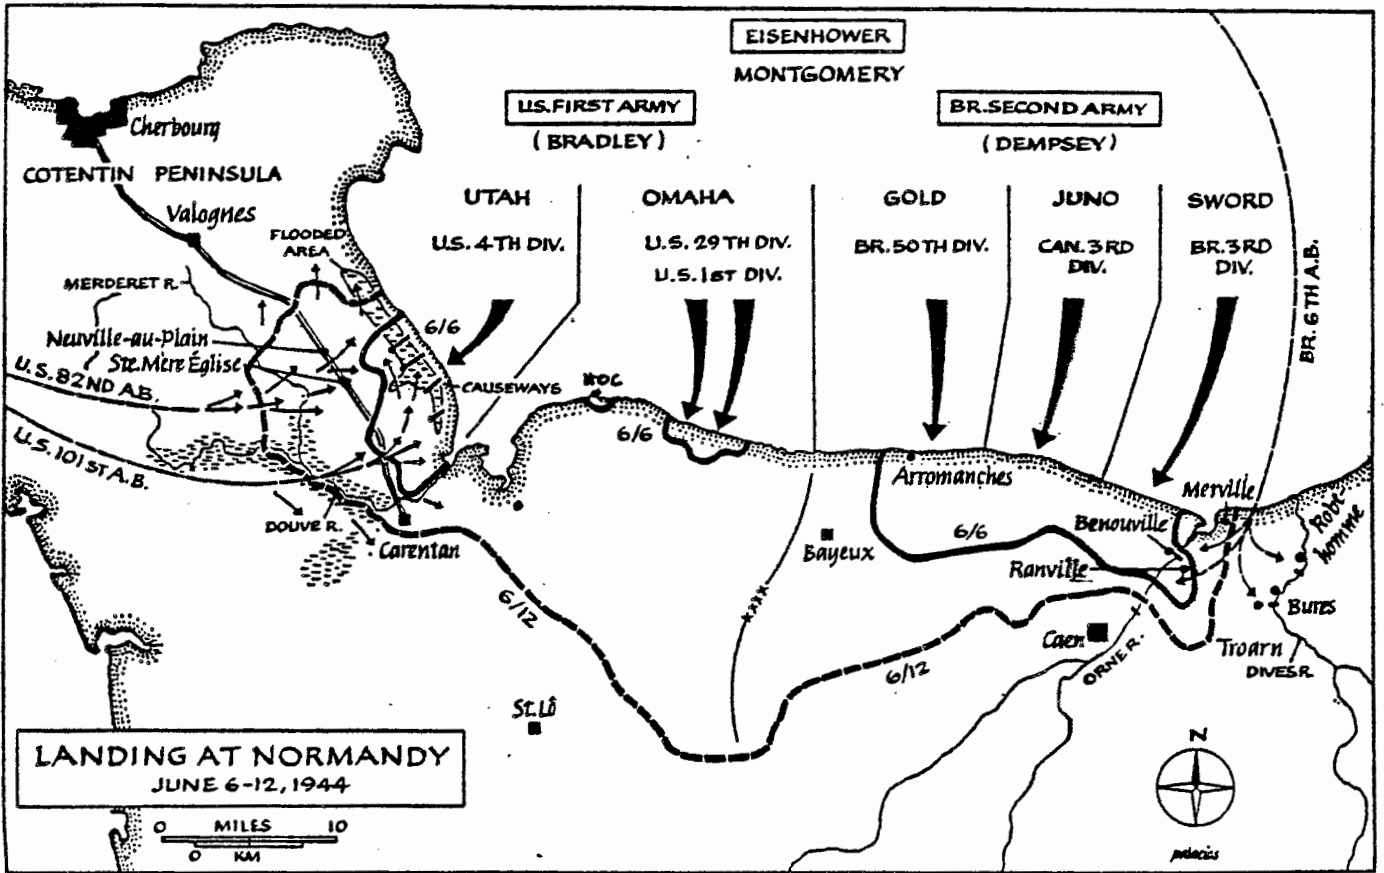 EISENHOWER
MONTGOMERY
U.S. FIRST ARMY
(BRADLEY)
BR. SECOND ARMY
(DEMPSEY)
Cherbourg
COTENTIN PENINSULA
Valognes
UTAH
U.S. 4TH DIV.
OMAHA
U.S. 29TH DIV.
U.S. 1ST DIV.
GOLD
BR. 50TH DIV.
JUNO
CAN. 3RD
DIV.
SWORD
BR. 3RD
DIV.
BR. 6TH A.B.
FLOODED
AREA
MERDERET R.
Neuville-au-Plain
Ste. Mère Église
U.S. 82ND A.B.
U.S. 101ST A.B.
6/6
CAUSEWAYS
HOC
6/6
DOUVE R.
Carentan
Arromanches
Bayeux
6/6
Merville
Benouville
Ranville
Robehomme
Bures
Troarn
DIVES R.
Caen
ORNE R.
6/12
6/12
xxxx
St. Lô
LANDING AT NORMANDY
JUNE 6-12, 1944
0 MILES 10
0 KM
N
palacios